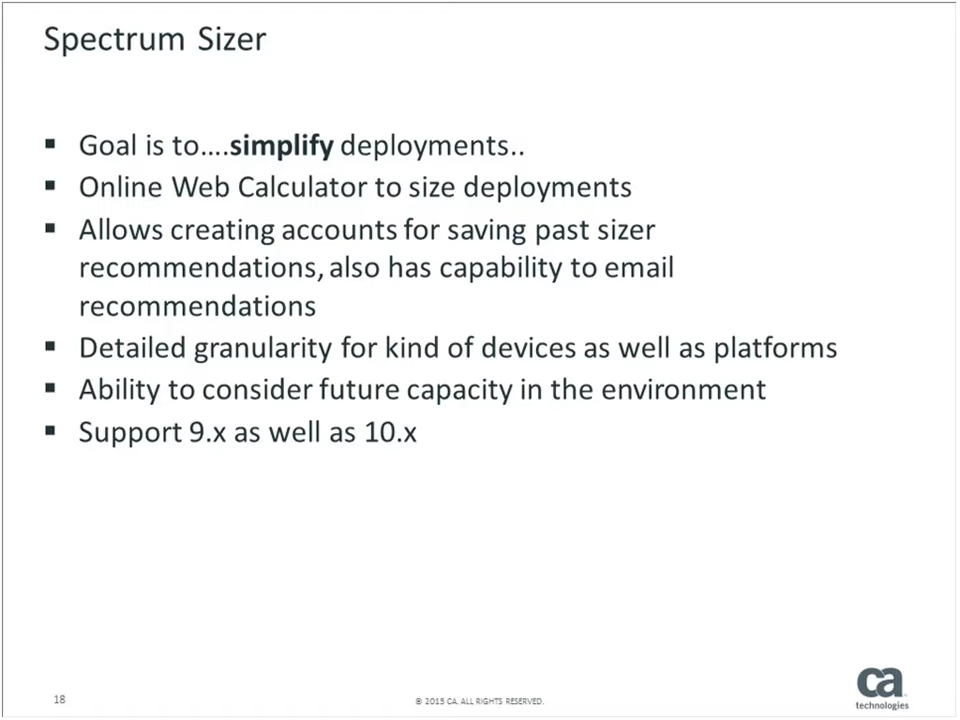 Spectrum Sizer
▪ Goal is to....simplify deployments..
▪ Online Web Calculator to size deployments
▪ Allows creating accounts for saving past sizer
recommendations, also has capability to email
recommendations
▪ Detailed granularity for kind of devices as well as platforms
▪ Ability to consider future capacity in the environment
▪ Support 9.x as well as 10.x
18
© 2015 CA. ALL RIGHTS RESERVED.
ca
technologies